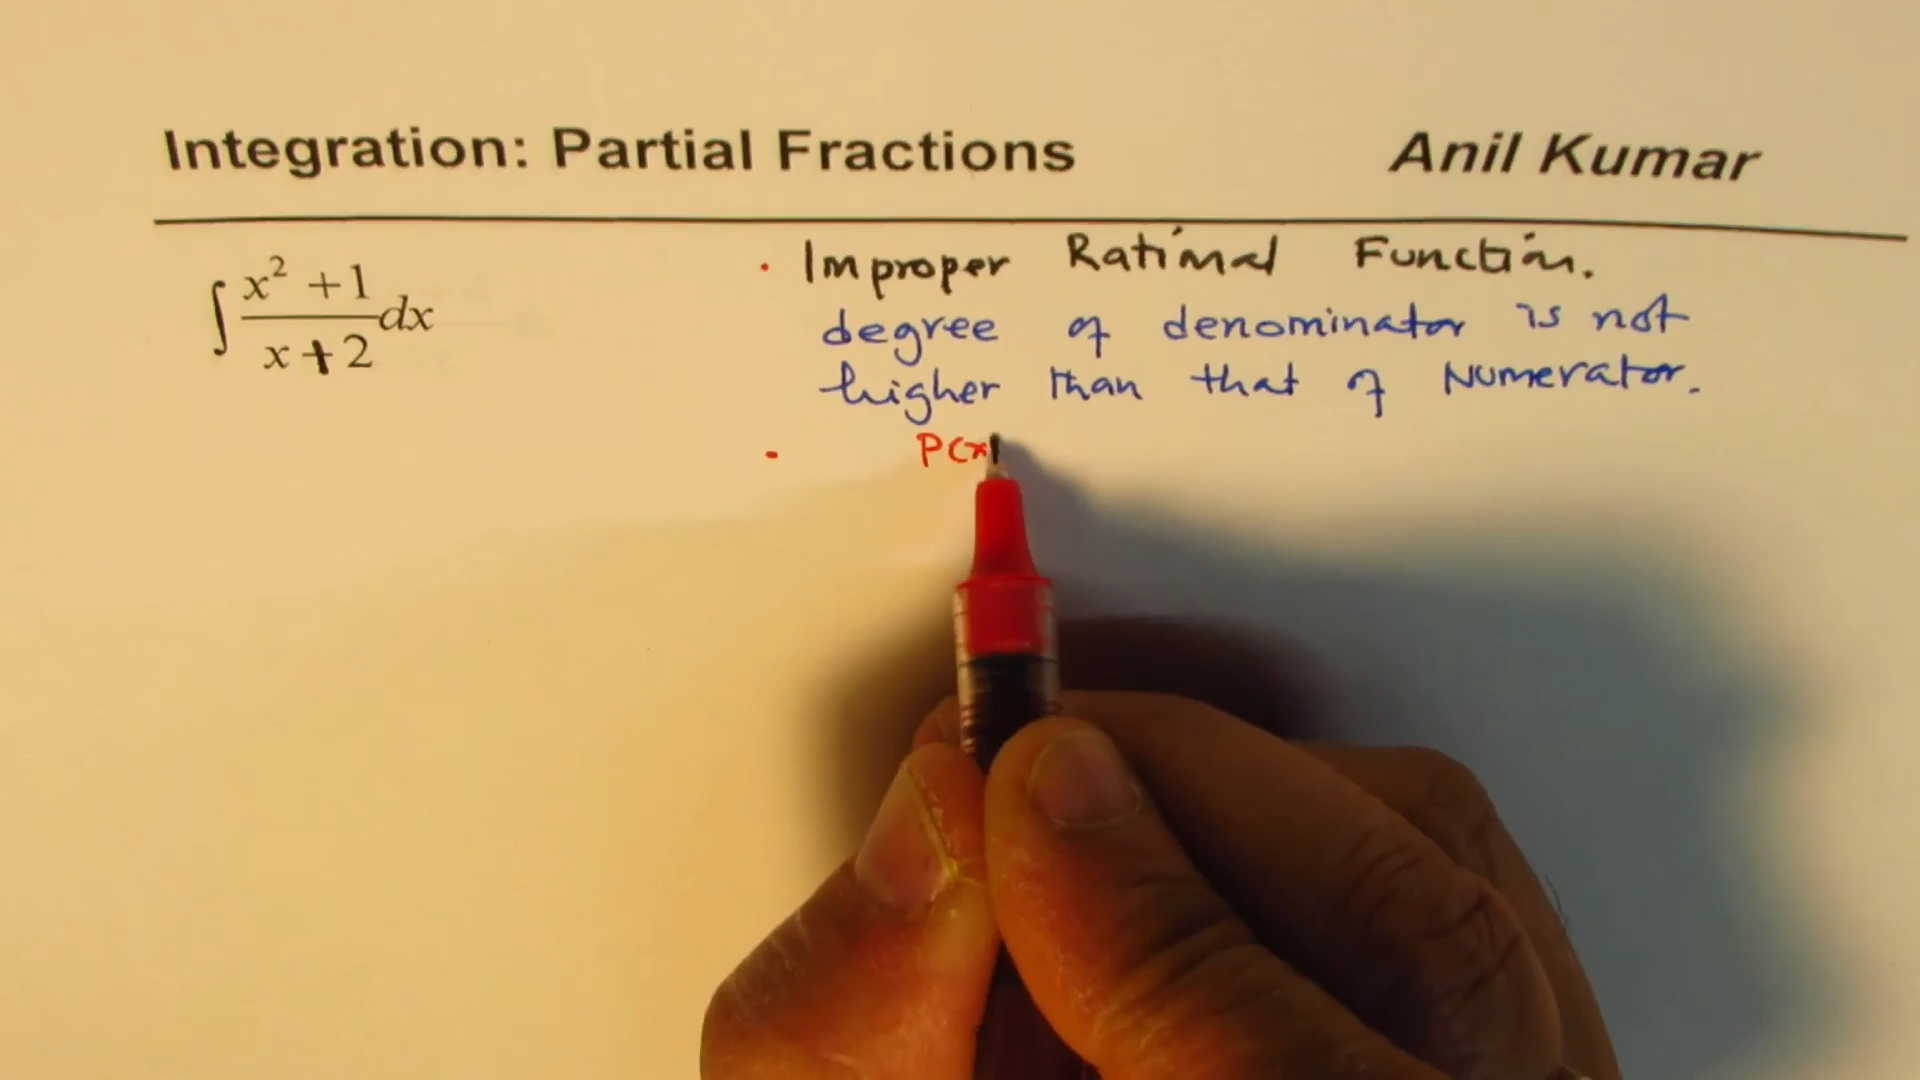 Integration: Partial Fractions Anil Kumar
∫ x² + 1 / x + 2 dx
· Improper Rational Function.
degree of denominator is not
higher than that of Numerator.
· P(x)